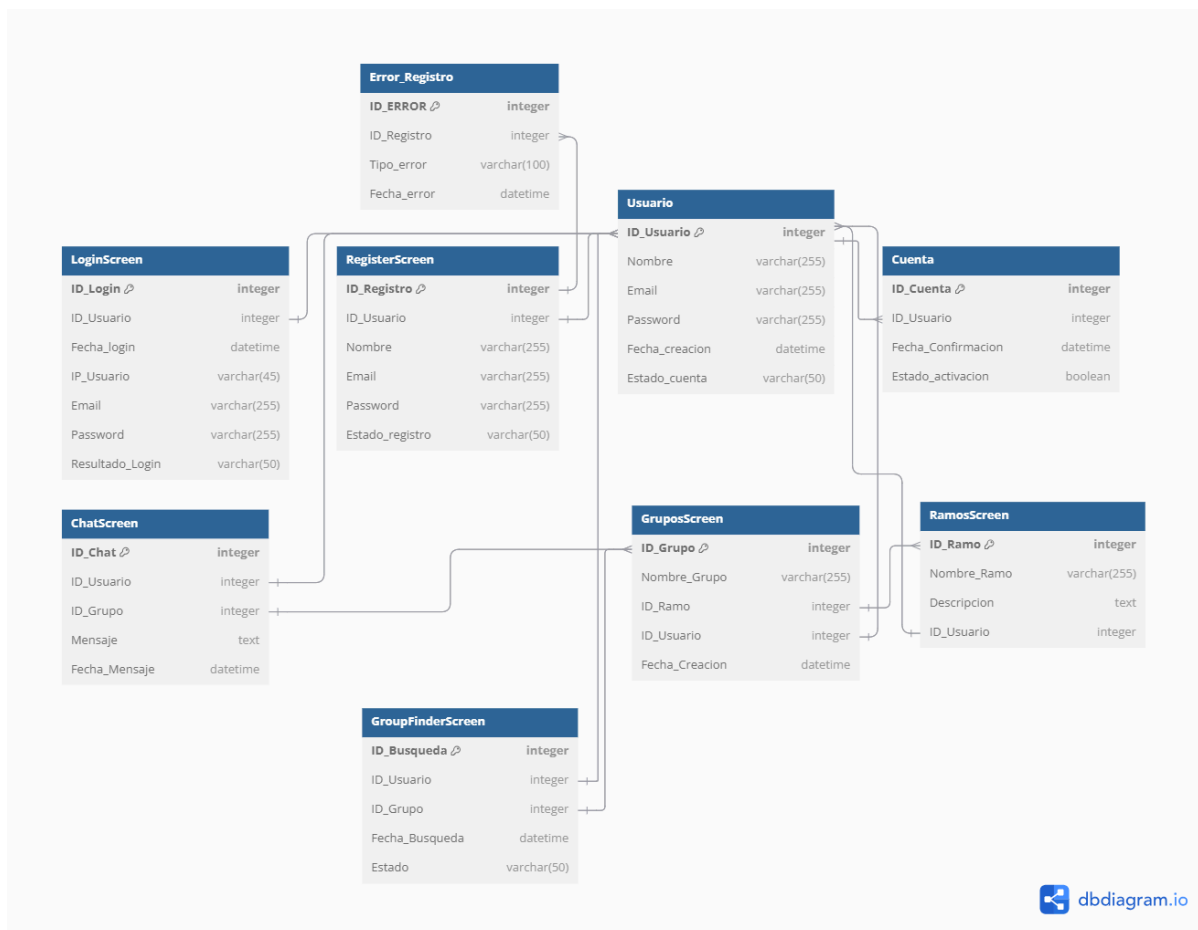 Error_Registro
ID_ERROR integer
ID_Registro integer
Tipo_error varchar(100)
Fecha_error datetime
Usuario
ID_Usuario integer
Nombre varchar(255)
Email varchar(255)
Password varchar(255)
Fecha_creacion datetime
Estado_cuenta varchar(50)
LoginScreen
ID_Login integer
ID_Usuario integer
Fecha_login datetime
IP_Usuario varchar(45)
Email varchar(255)
Password varchar(255)
Resultado_Login varchar(50)
RegisterScreen
ID_Registro integer
ID_Usuario integer
Nombre varchar(255)
Email varchar(255)
Password varchar(255)
Estado_registro varchar(50)
Cuenta
ID_Cuenta integer
ID_Usuario integer
Fecha_Confirmacion datetime
Estado_activacion boolean
ChatScreen
ID_Chat integer
ID_Usuario integer
ID_Grupo integer
Mensaje text
Fecha_Mensaje datetime
GruposScreen
ID_Grupo integer
Nombre_Grupo varchar(255)
ID_Ramo integer
ID_Usuario integer
Fecha_Creacion datetime
RamosScreen
ID_Ramo integer
Nombre_Ramo varchar(255)
Descripcion text
ID_Usuario integer
GroupFinderScreen
ID_Busqueda integer
ID_Usuario integer
ID_Grupo integer
Fecha_Busqueda datetime
Estado varchar(50)
dbdiagram.io